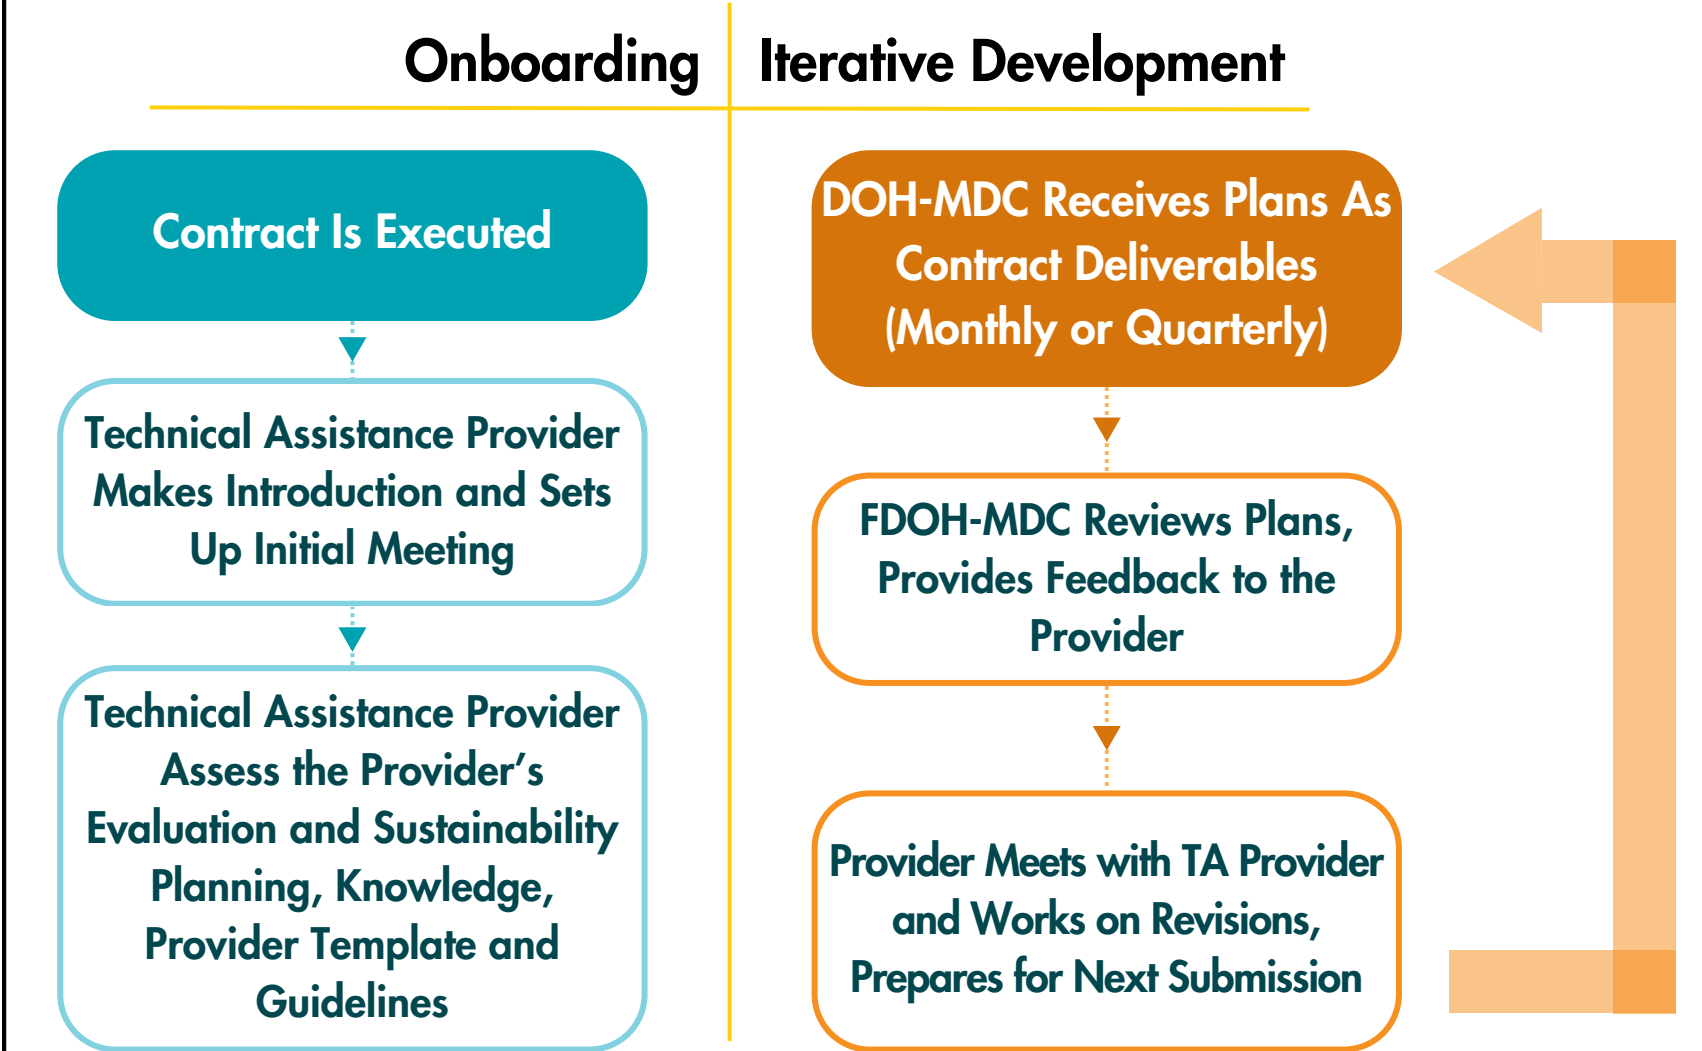 Onboarding
Iterative Development
Contract Is Executed
Technical Assistance Provider
Makes Introduction and Sets
Up Initial Meeting
Technical Assistance Provider
Assess the Provider’s
Evaluation and Sustainability
Planning, Knowledge,
Provider Template and
Guidelines
DOH-MDC Receives Plans As
Contract Deliverables
(Monthly or Quarterly)
FDOH-MDC Reviews Plans,
Provides Feedback to the
Provider
Provider Meets with TA Provider
and Works on Revisions,
Prepares for Next Submission